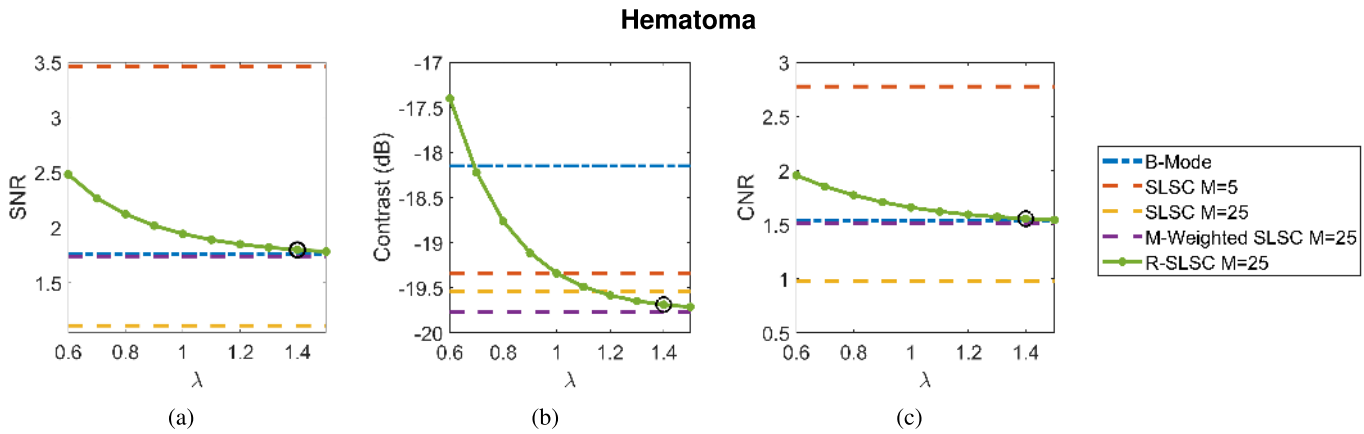 Hematoma
3.5
3
2.5
2
1.5
SNR
0.6 0.8 1 1.2 1.4
λ
(a)
-17
-17.5
-18
-18.5
-19
-19.5
-20
Contrast (dB)
0.6 0.8 1 1.2 1.4
λ
(b)
3
2.5
2
1.5
1
0.5
CNR
0.6 0.8 1 1.2 1.4
λ
(c)
B-Mode
SLSC M=5
SLSC M=25
M-Weighted SLSC M=25
R-SLSC M=25